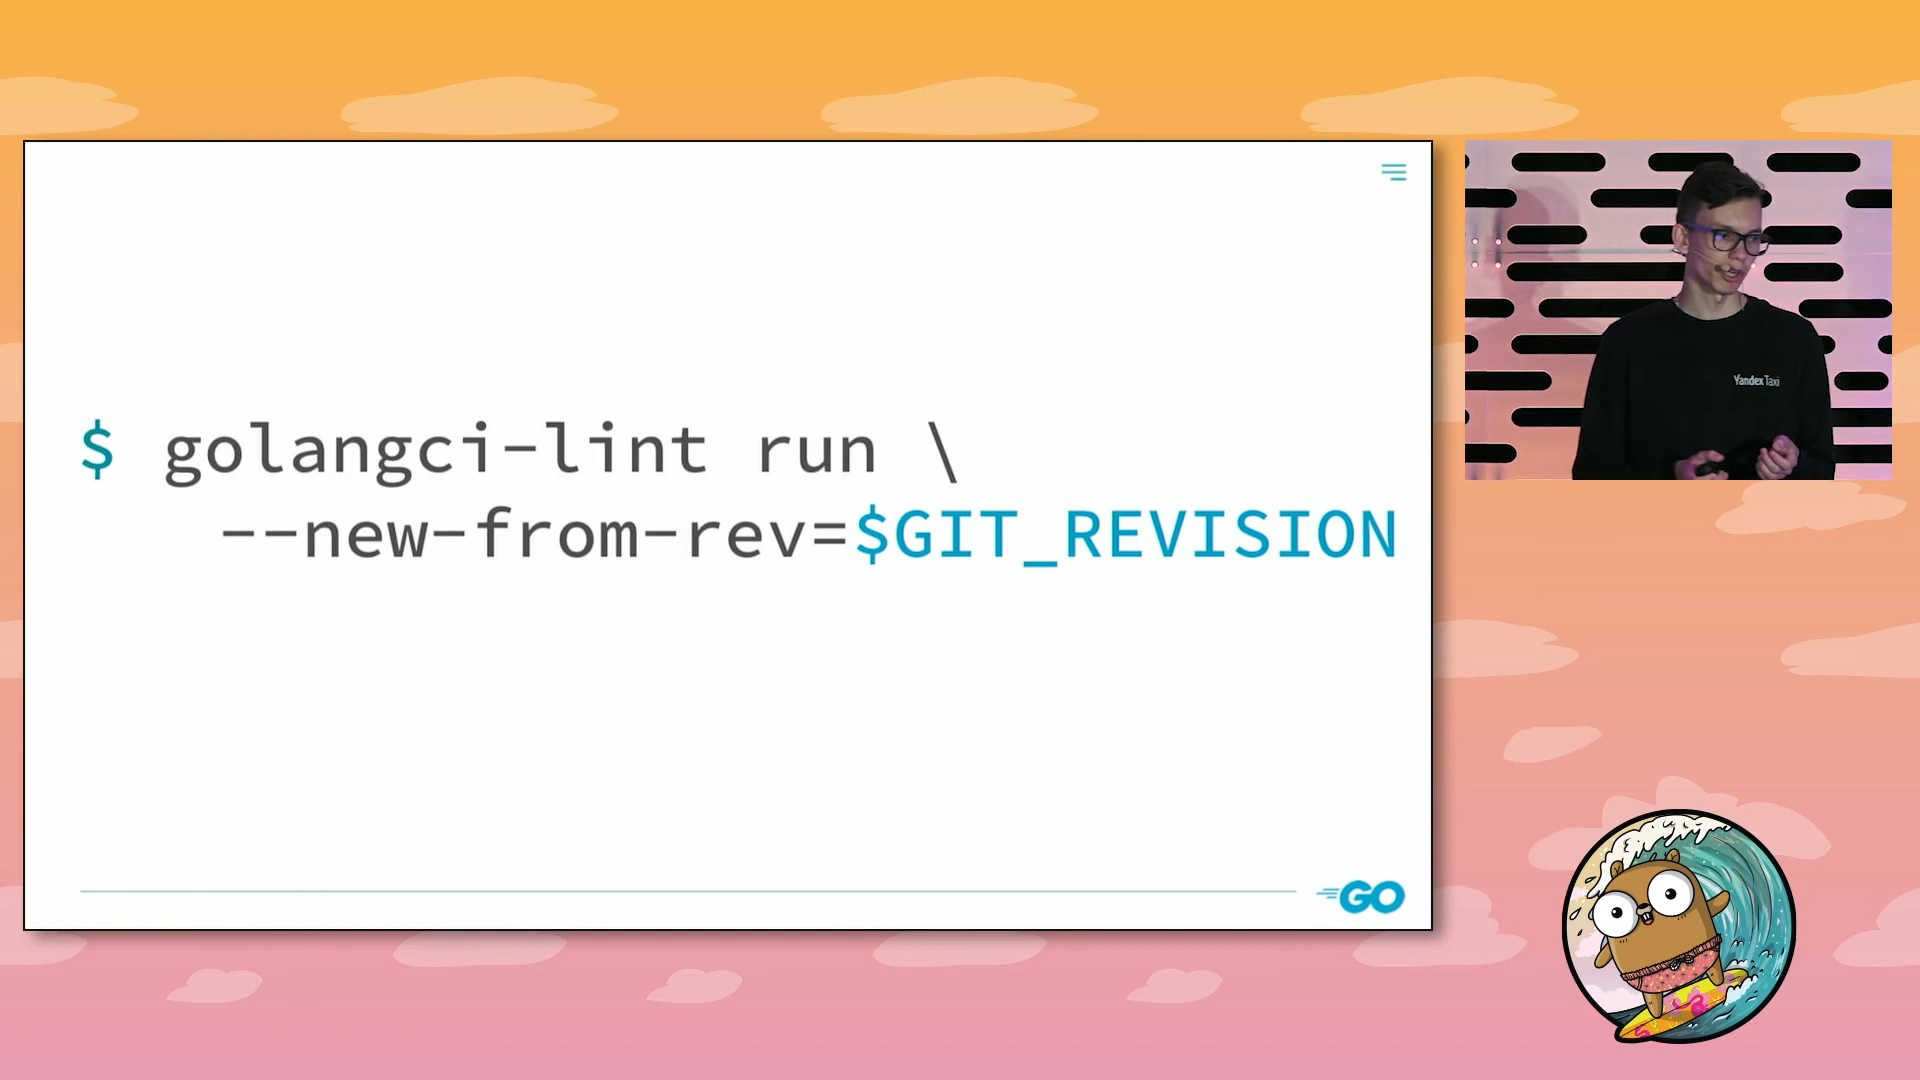 $ golangci-lint run \
--new-from-rev=$GIT_REVISION
GO
Yandex Taxi